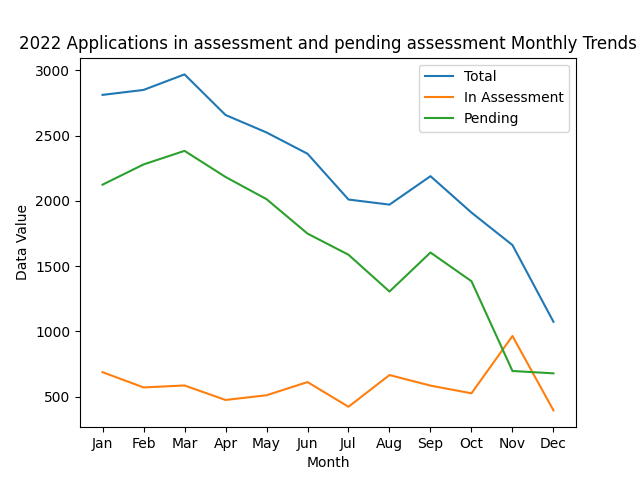 2022 Applications in assessment and pending assessment Monthly Trends
Total
In Assessment
Pending
3000
2500
2000
1500
1000
500
Data Value
Jan Feb Mar Apr May Jun Jul Aug Sep Oct Nov Dec
Month